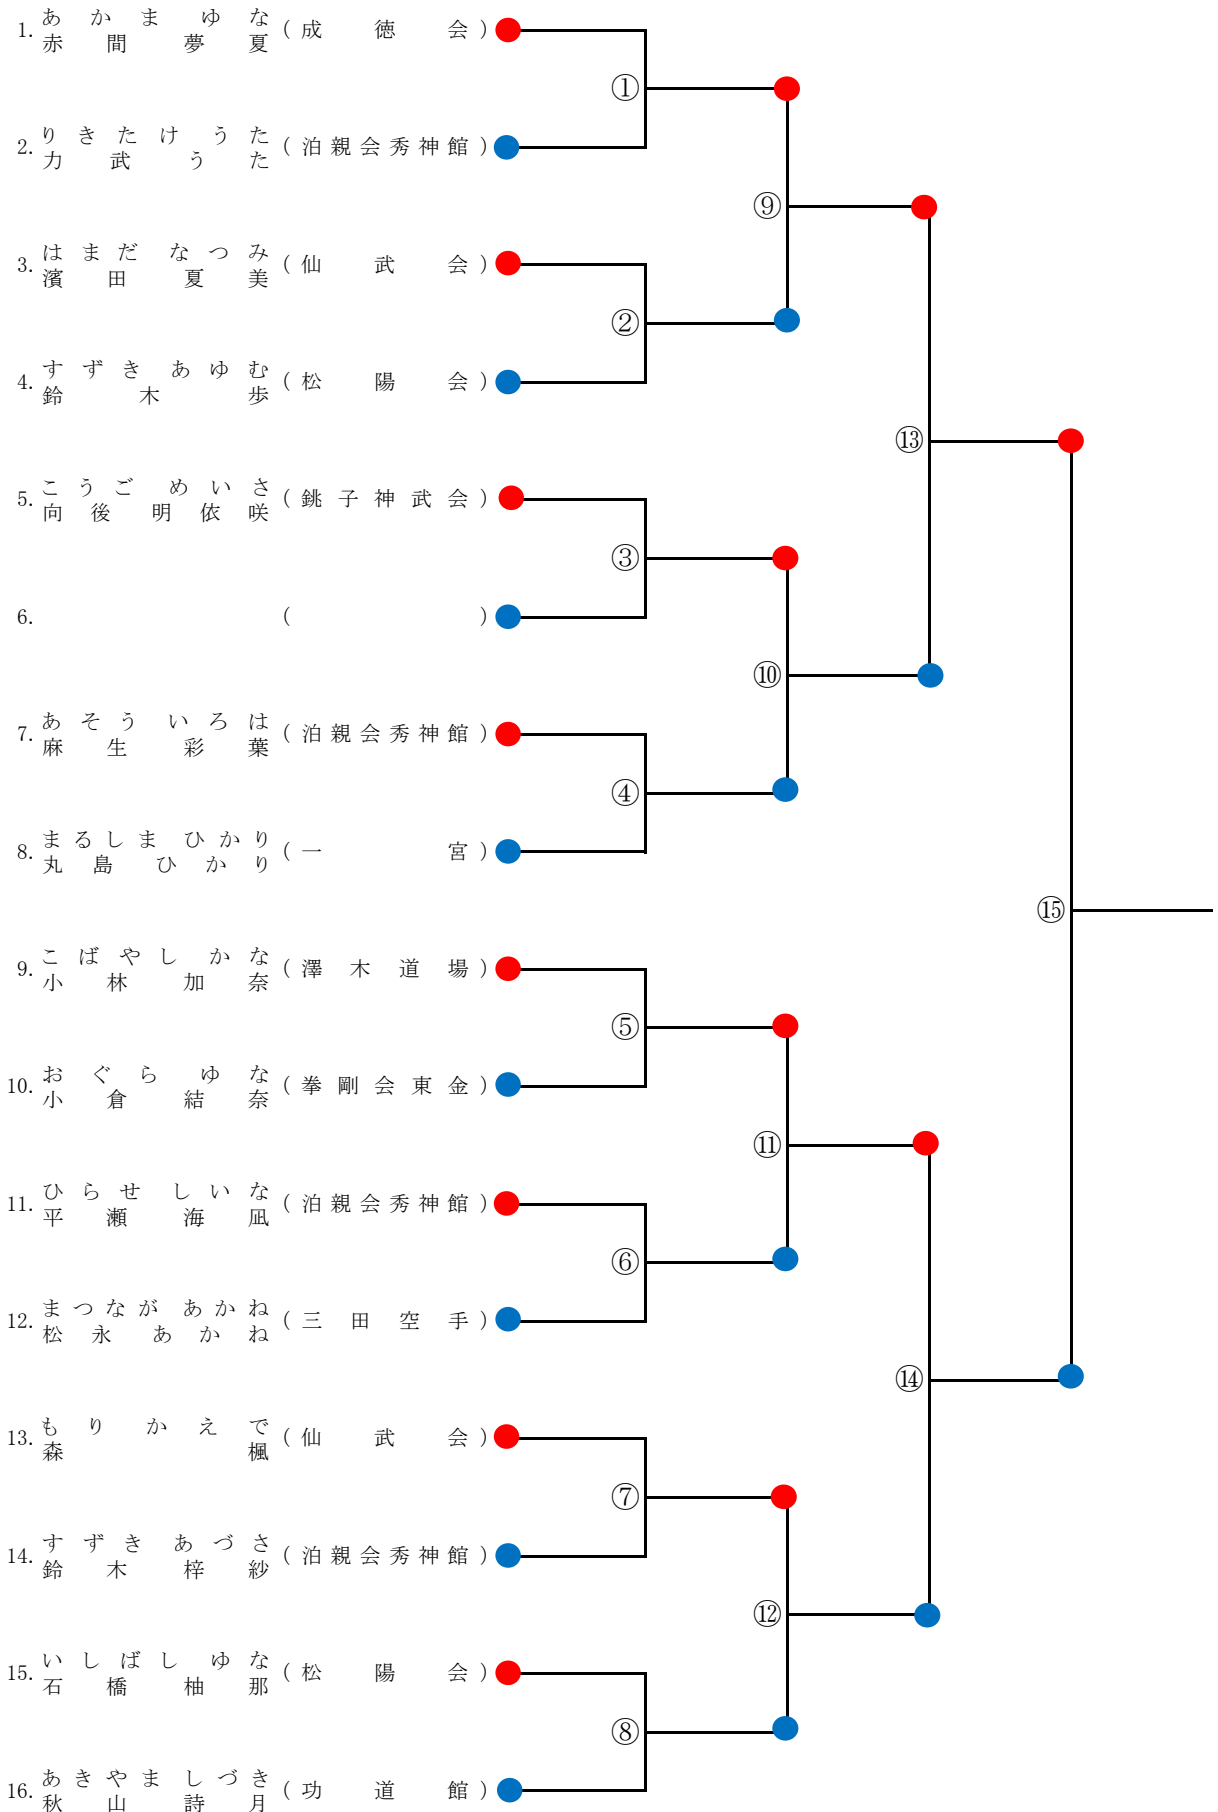 あかま ゆな
1. 赤間夢夏 (成徳会)
①
りきたけ うた
2. 力武うた (泊親会秀神館)
⑨
はまだ なつみ
3. 濱田夏美 (仙武会)
②
すずき あゆむ
4. 鈴木歩 (松陽会)
⑬
こうご めいさ
5. 向後明依咲 (銚子神武会)
③
6. ( )
⑩
あそう いろは
7. 麻生彩葉 (泊親会秀神館)
④
まるしま ひかり
8. 丸島ひかり (一宮)
⑮
こばやし かな
9. 小林加奈 (澤木道場)
⑤
おぐら ゆな
10. 小倉結奈 (拳剛会東金)
⑪
ひらせ しいな
11. 平瀬海凪 (泊親会秀神館)
⑥
まつなが あかね
12. 松永あかね (三田空手)
⑭
もり かえで
13. 森楓 (仙武会)
⑦
すずき あづさ
14. 鈴木梓紗 (泊親会秀神館)
⑫
いしばし ゆな
15. 石橋柚那 (松陽会)
⑧
あきやま しづき
16. 秋山詩月 (功道館)